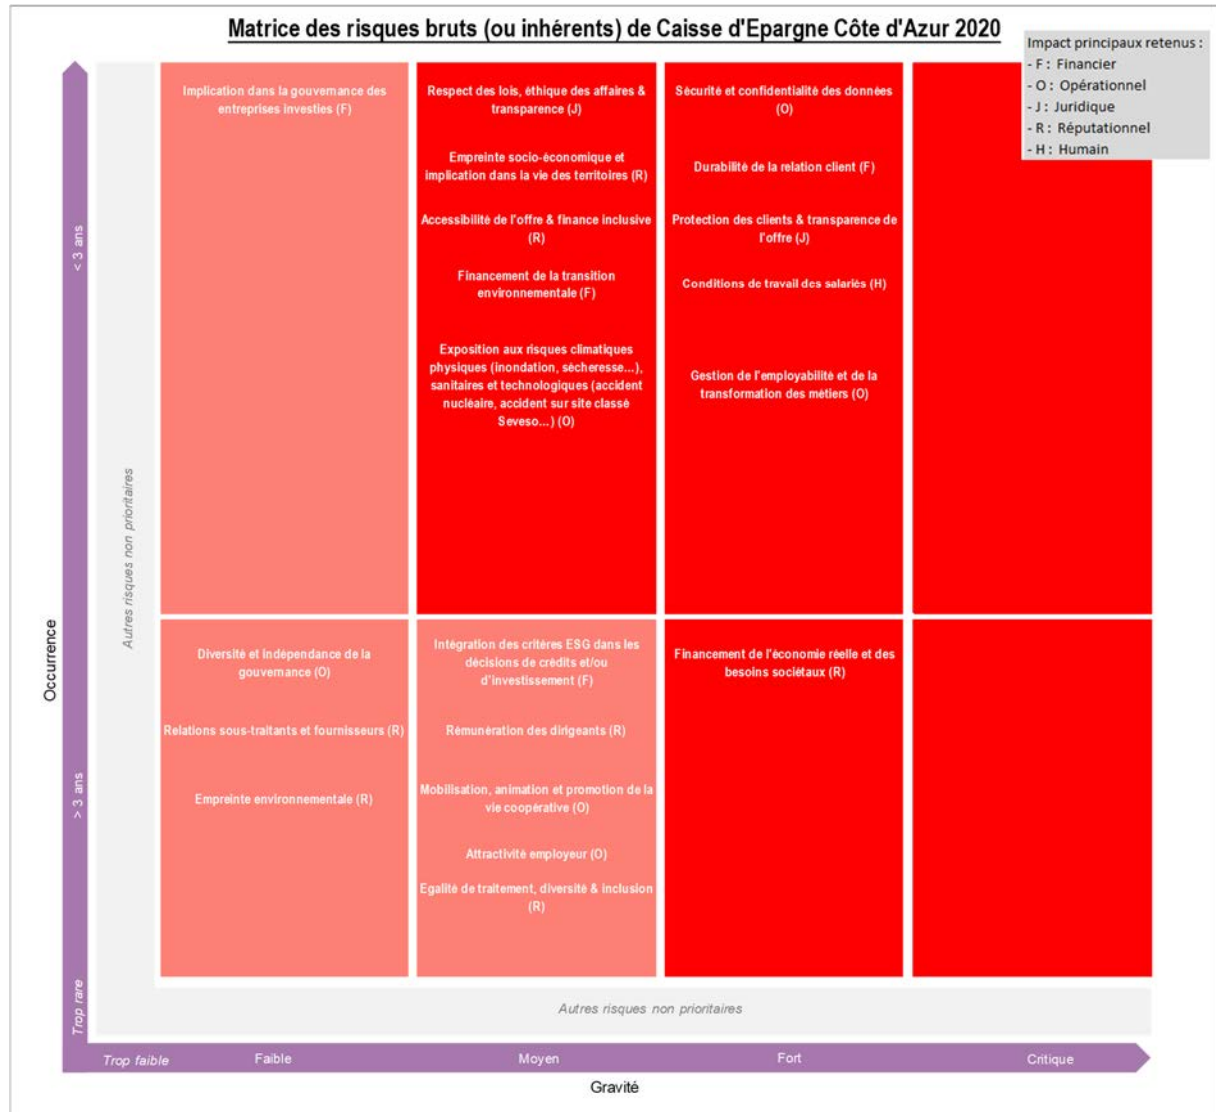 Matrice des risques bruts (ou inhérents) de Caisse d'Epargne Côte d'Azur 2020
Impact principaux retenus :
- F : Financier
- O : Opérationnel
- J : Juridique
- R : Réputationnel
- H : Humain
Implication dans la gouvernance des
entreprises investies (F)
Respect des lois, éthique des affaires &
transparence (J)
Empreinte socio-économique et
implication dans la vie des territoires (R)
Accessibilité de l'offre & finance inclusive
(R)
Financement de la transition
environnementale (F)
Exposition aux risques climatiques
physiques (inondation, sécheresse...),
sanitaires et technologiques (accident
nucléaire, accident sur site classé
Seveso...) (O)
Sécurité et confidentialité des données
(O)
Durabilité de la relation client (F)
Protection des clients & transparence de
l'offre (J)
Conditions de travail des salariés (H)
Gestion de l'employabilité et de la
transformation des métiers (O)
Diversité et indépendance de la
gouvernance (O)
Relations sous-traitants et fournisseurs (R)
Empreinte environnementale (R)
Intégration des critères ESG dans les
décisions de crédits et/ou
d'investissement (F)
Rémunération des dirigeants (R)
Mobilisation, animation et promotion de la
vie coopérative (O)
Attractivité employeur (O)
Egalité de traitement, diversité & inclusion
(R)
Financement de l'économie réelle et des
besoins sociétaux (R)
Occurrence
< 3 ans
> 3 ans
Trop rare
Autres risques non prioritaires
Autres risques non prioritaires
Trop faible
Faible
Moyen
Fort
Critique
Gravité